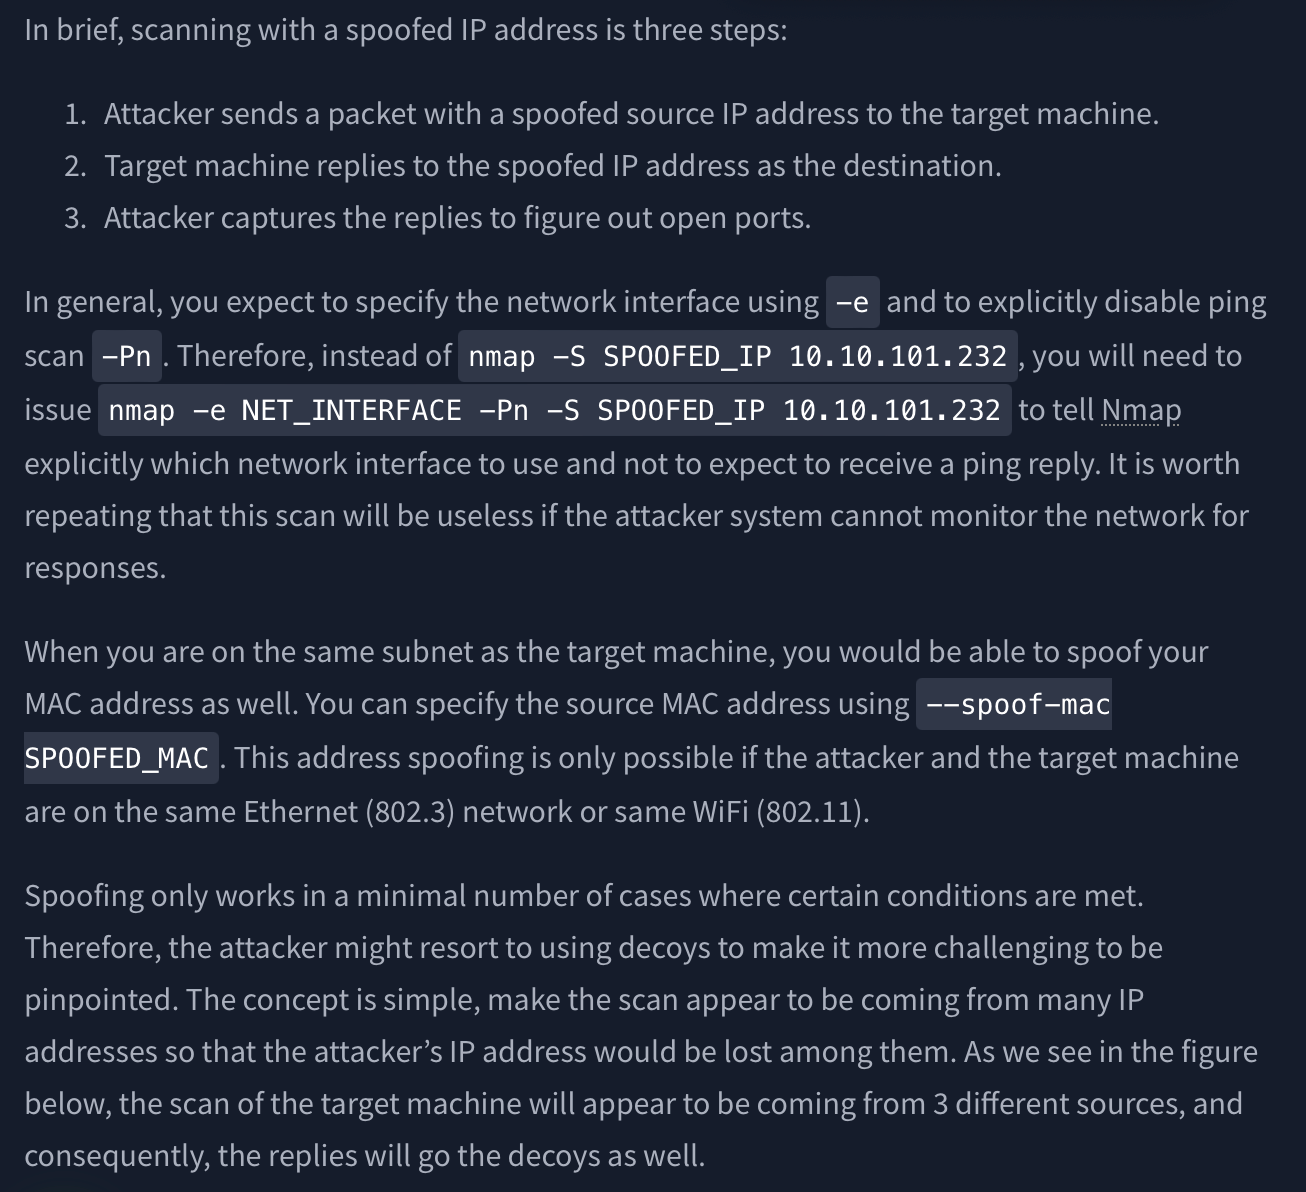 In brief, scanning with a spoofed IP address is three steps:
1. Attacker sends a packet with a spoofed source IP address to the target machine.
2. Target machine replies to the spoofed IP address as the destination.
3. Attacker captures the replies to figure out open ports.
In general, you expect to specify the network interface using -e and to explicitly disable ping
scan -Pn. Therefore, instead of nmap -S SPOOFED_IP 10.10.101.232, you will need to
issue nmap -e NET_INTERFACE -Pn -S SPOOFED_IP 10.10.101.232 to tell Nmap
explicitly which network interface to use and not to expect to receive a ping reply. It is worth
repeating that this scan will be useless if the attacker system cannot monitor the network for
responses.
When you are on the same subnet as the target machine, you would be able to spoof your
MAC address as well. You can specify the source MAC address using --spoof-mac
SPOOFED_MAC. This address spoofing is only possible if the attacker and the target machine
are on the same Ethernet (802.3) network or same WiFi (802.11).
Spoofing only works in a minimal number of cases where certain conditions are met.
Therefore, the attacker might resort to using decoys to make it more challenging to be
pinpointed. The concept is simple, make the scan appear to be coming from many IP
addresses so that the attacker’s IP address would be lost among them. As we see in the figure
below, the scan of the target machine will appear to be coming from 3 different sources, and
consequently, the replies will go the decoys as well.